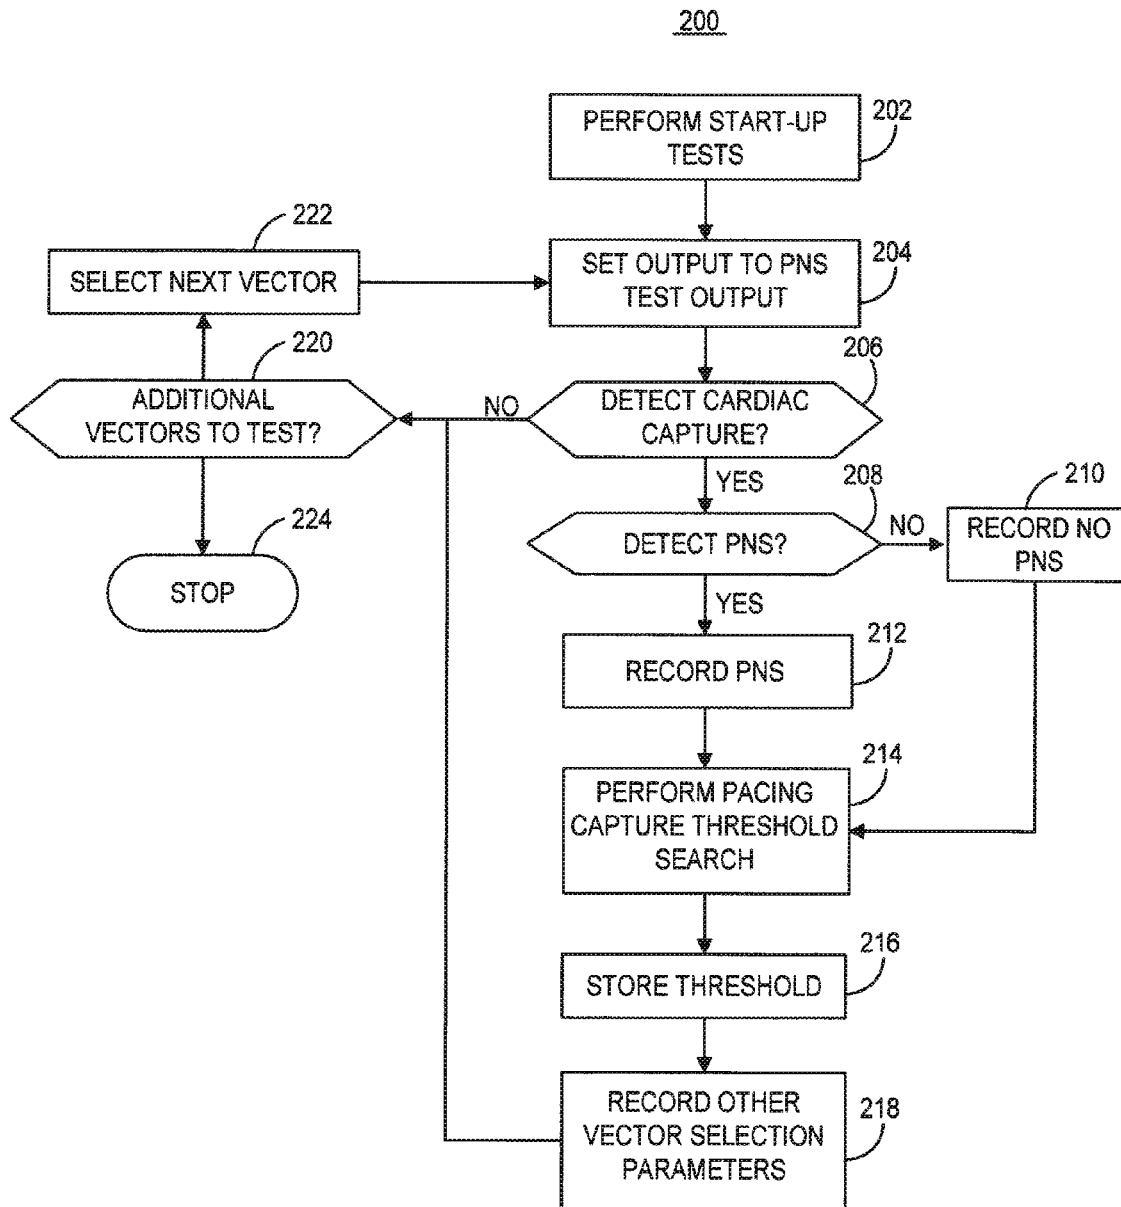 200
PERFORM START-UP
TESTS
202
222
SELECT NEXT VECTOR
SET OUTPUT TO PNS
TEST OUTPUT
204
220
ADDITIONAL
VECTORS TO TEST?
NO
DETECT CARDIAC
CAPTURE?
206
YES
224
STOP
DETECT PNS?
208
NO
210
RECORD NO
PNS
YES
RECORD PNS
212
PERFORM PACING
CAPTURE THRESHOLD
SEARCH
214
STORE THRESHOLD
216
RECORD OTHER
VECTOR SELECTION
PARAMETERS
218